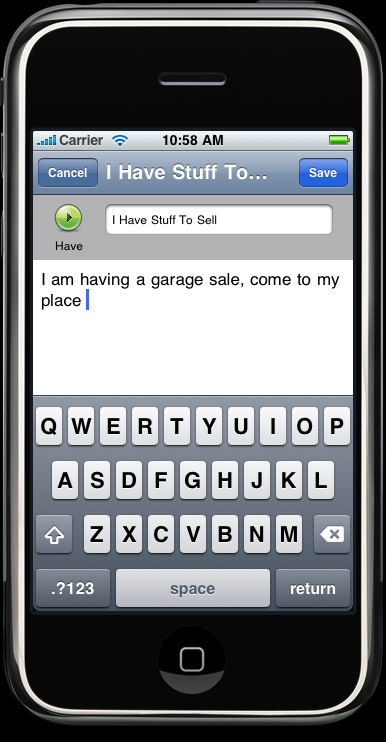 Carrier 10:58 AM
Cancel I Have Stuff To... Save
I Have Stuff To Sell
Have
I am having a garage sale, come to my
place
Q W E R T Y U I O P
A S D F G H J K L
Z X C V B N M
.?123 space return